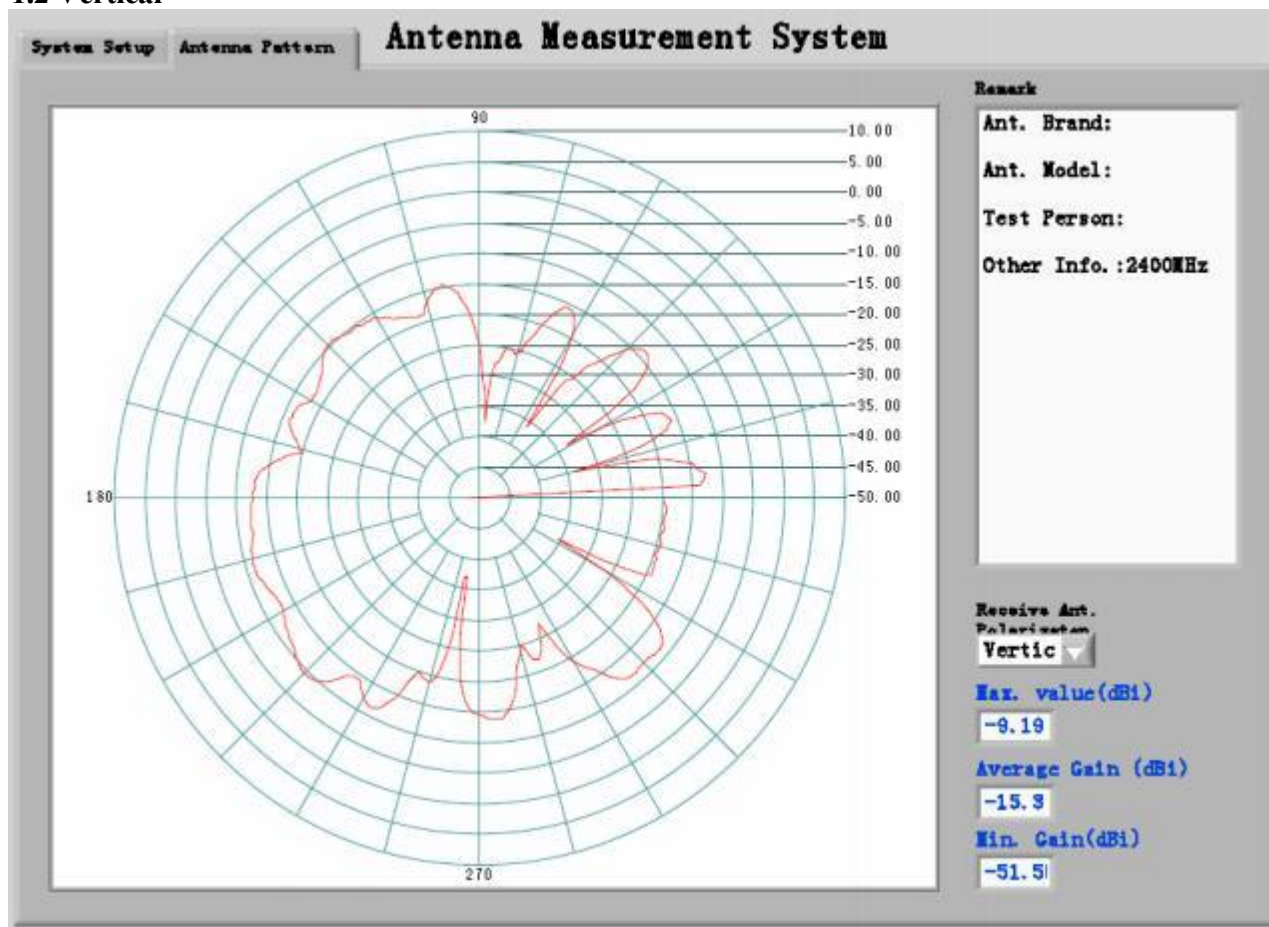 1.2 Vertical
System Setup Antenna Pattern Antenna Measurement System
Remark
90
10.00
5.00
0.00
-5.00
-10.00
-15.00
-20.00
-25.00
-30.00
-35.00
-40.00
-45.00
-50.00
180
270
Ant. Brand:
Ant. Model:
Test Person:
Other Info.:2400MHz
Receive Ant.
Vertic
Max. value(dBi)
-9.19
Average Gain (dBi)
-15.3
Min. Gain(dBi)
-51.5